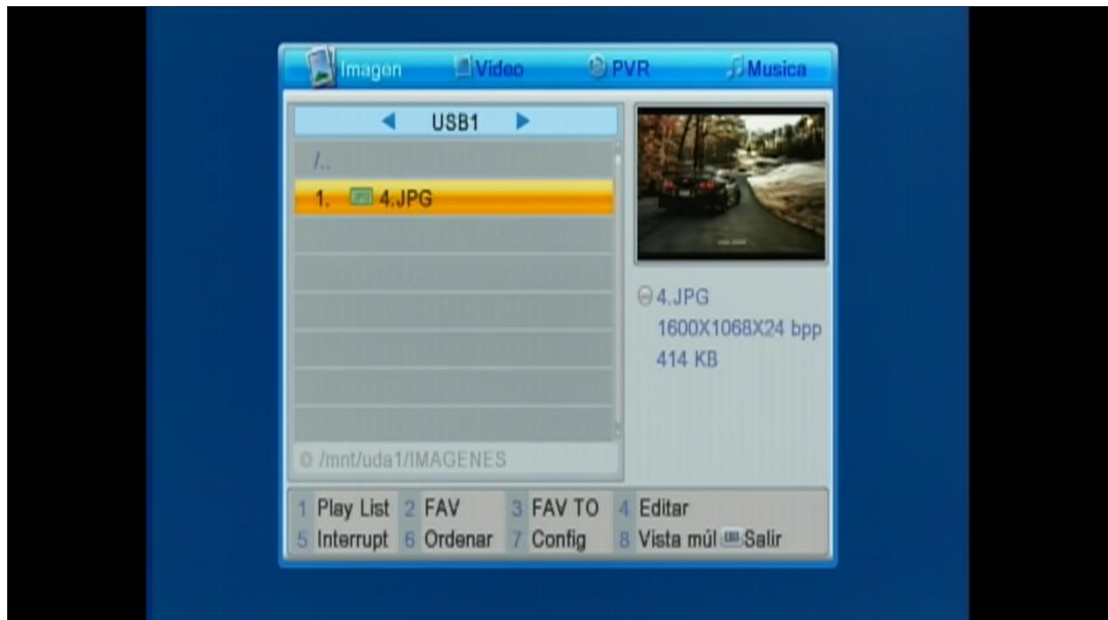 Imagen Video PVR Musica
USB1
/..
1. JPG 4.JPG
4.JPG
1600X1068X24 bpp
414 KB
/mnt/uda1/IMAGENES
1 Play List 2 FAV 3 FAV TO 4 Editar
5 Interrupt 6 Ordenar 7 Config 8 Vista múl Salir